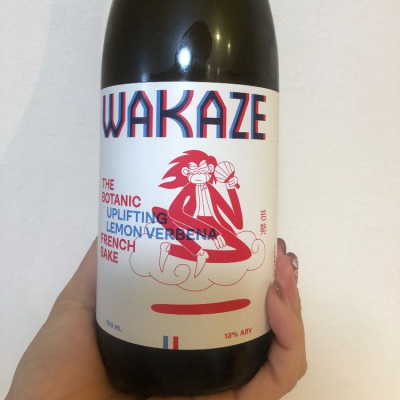 WAKAZE
THE
BOTANIC
UPLIFTING
LEMON VERBENA
FRENCH
SAKE
750 ML
13% ABV